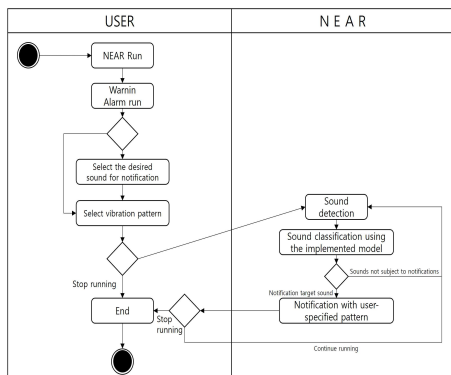 USER
N E A R
NEAR Run
Warnin
Alarm run
Select the desired
sound for notification
Select vibration pattern
Sound
detection
Sound classification using
the implemented model
Sounds not subject to notifications
Stop running
Notification target sound
End
Stop
running
Notification with user-
specified pattern
Continue running